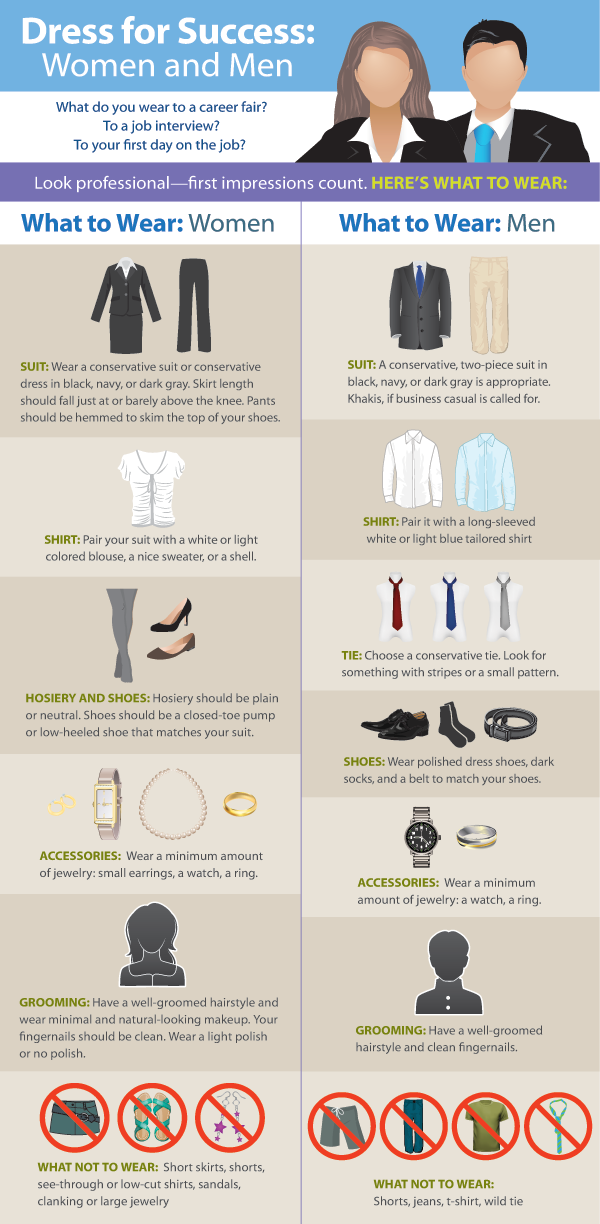 Dress for Success:
Women and Men
What do you wear to a career fair?
To a job interview?
To your first day on the job?
Look professional—first impressions count. HERE'S WHAT TO WEAR:
What to Wear: Women
SUIT: Wear a conservative suit or conservative
dress in black, navy, or dark gray. Skirt length
should fall just at or barely above the knee. Pants
should be hemmed to skim the top of your shoes.
SHIRT: Pair your suit with a white or light
colored blouse, a nice sweater, or a shell.
HOSIERY AND SHOES: Hosiery should be plain
or neutral. Shoes should be a closed-toe pump
or low-heeled shoe that matches your suit.
ACCESSORIES: Wear a minimum amount
of jewelry: small earrings, a watch, a ring.
GROOMING: Have a well-groomed hairstyle and
wear minimal and natural-looking makeup. Your
fingernails should be clean. Wear a light polish
or no polish.
WHAT NOT TO WEAR: Short skirts, shorts,
see-through or low-cut shirts, sandals,
clanking or large jewelry
What to Wear: Men
SUIT: A conservative, two-piece suit in
black, navy, or dark gray is appropriate.
Khakis, if business casual is called for.
SHIRT: Pair it with a long-sleeved
white or light blue tailored shirt
TIE: Choose a conservative tie. Look for
something with stripes or a small pattern.
SHOES: Wear polished dress shoes, dark
socks, and a belt to match your shoes.
ACCESSORIES: Wear a minimum
amount of jewelry: a watch, a ring.
GROOMING: Have a well-groomed
hairstyle and clean fingernails.
WHAT NOT TO WEAR:
Shorts, jeans, t-shirt, wild tie